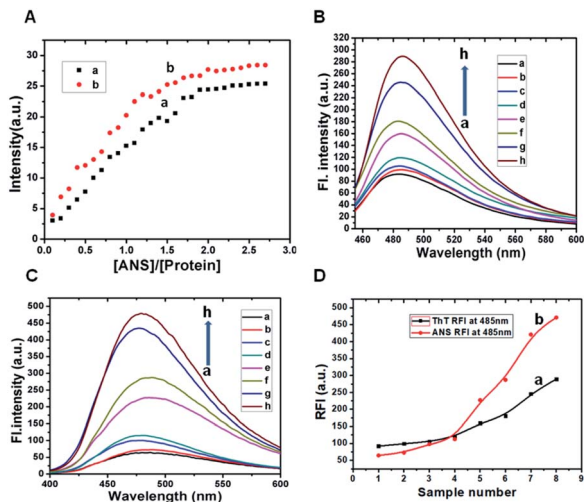 A
Intensity(a.u.)
35
30
25
20
15
10
5
0
a
b
b
a
0.0 0.5 1.0 1.5 2.0 2.5 3.0
[ANS]/[Protein]
B
Fl. intensity (a.u.)
320
300
280
260
240
220
200
180
160
140
120
100
80
60
40
20
0
h
a
a
b
c
d
e
f
g
h
460 480 500 520 540 560 580 600
Wavelength (nm)
C
Fl.intensity (a.u.)
500
450
400
350
300
250
200
150
100
50
0
h
a
a
b
c
d
e
f
g
h
400 450 500 550 600
Wavelength (nm)
D
RFI (a.u.)
500
450
400
350
300
250
200
150
100
50
ThT RFI at 485nm
ANS RFI at 485nm
b
a
0 1 2 3 4 5 6 7 8 9
Sample number